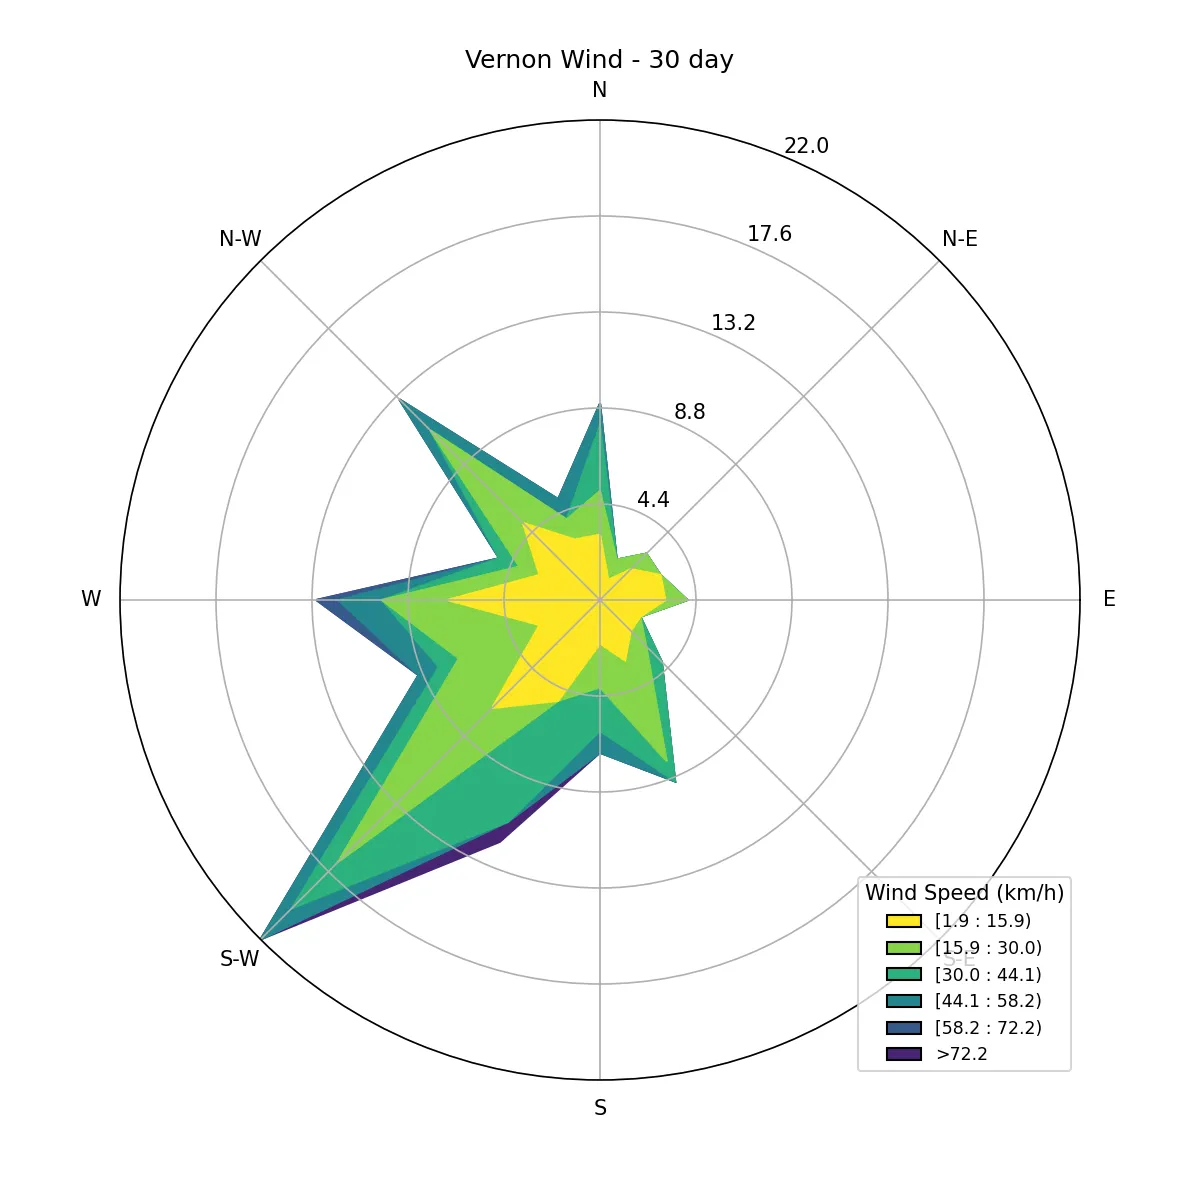 Vernon Wind - 30 day
N
22.0
17.6
N-W
N-E
13.2
8.8
4.4
W
E
Wind Speed (km/h)
[1.9 : 15.9)
[15.9 : 30.0)
S-W
S-E
[30.0 : 44.1)
[44.1 : 58.2)
[58.2 : 72.2)
>72.2
S